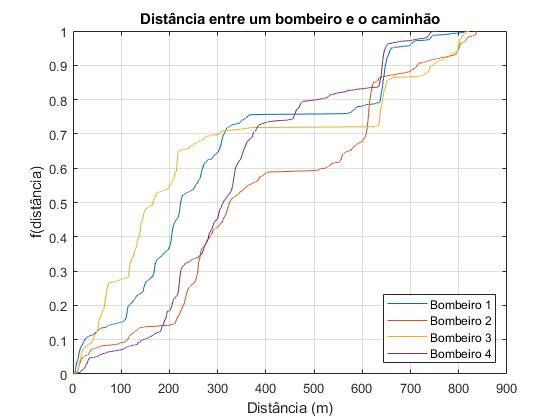 Distância entre um bombeiro e o caminhão
1
0.9
0.8
0.7
0.6
0.5
0.4
0.3
0.2
0.1
0
f(distância)
Bombeiro 1
Bombeiro 2
Bombeiro 3
Bombeiro 4
0 100 200 300 400 500 600 700 800 900
Distância (m)